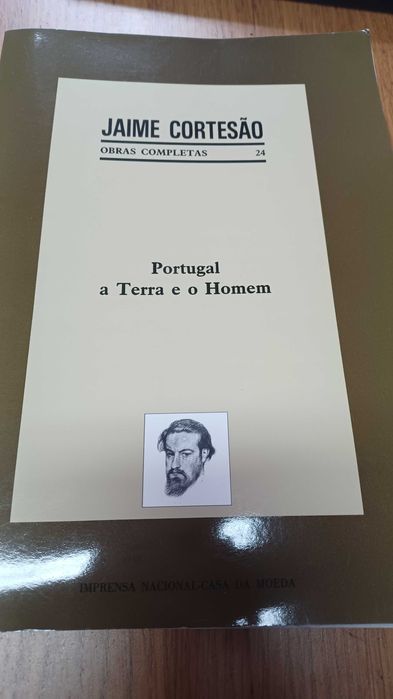 JAIME CORTESÃO
OBRAS COMPLETAS 24
Portugal
a Terra e o Homem
IMPRENSA NACIONAL-CASA DA MOEDA